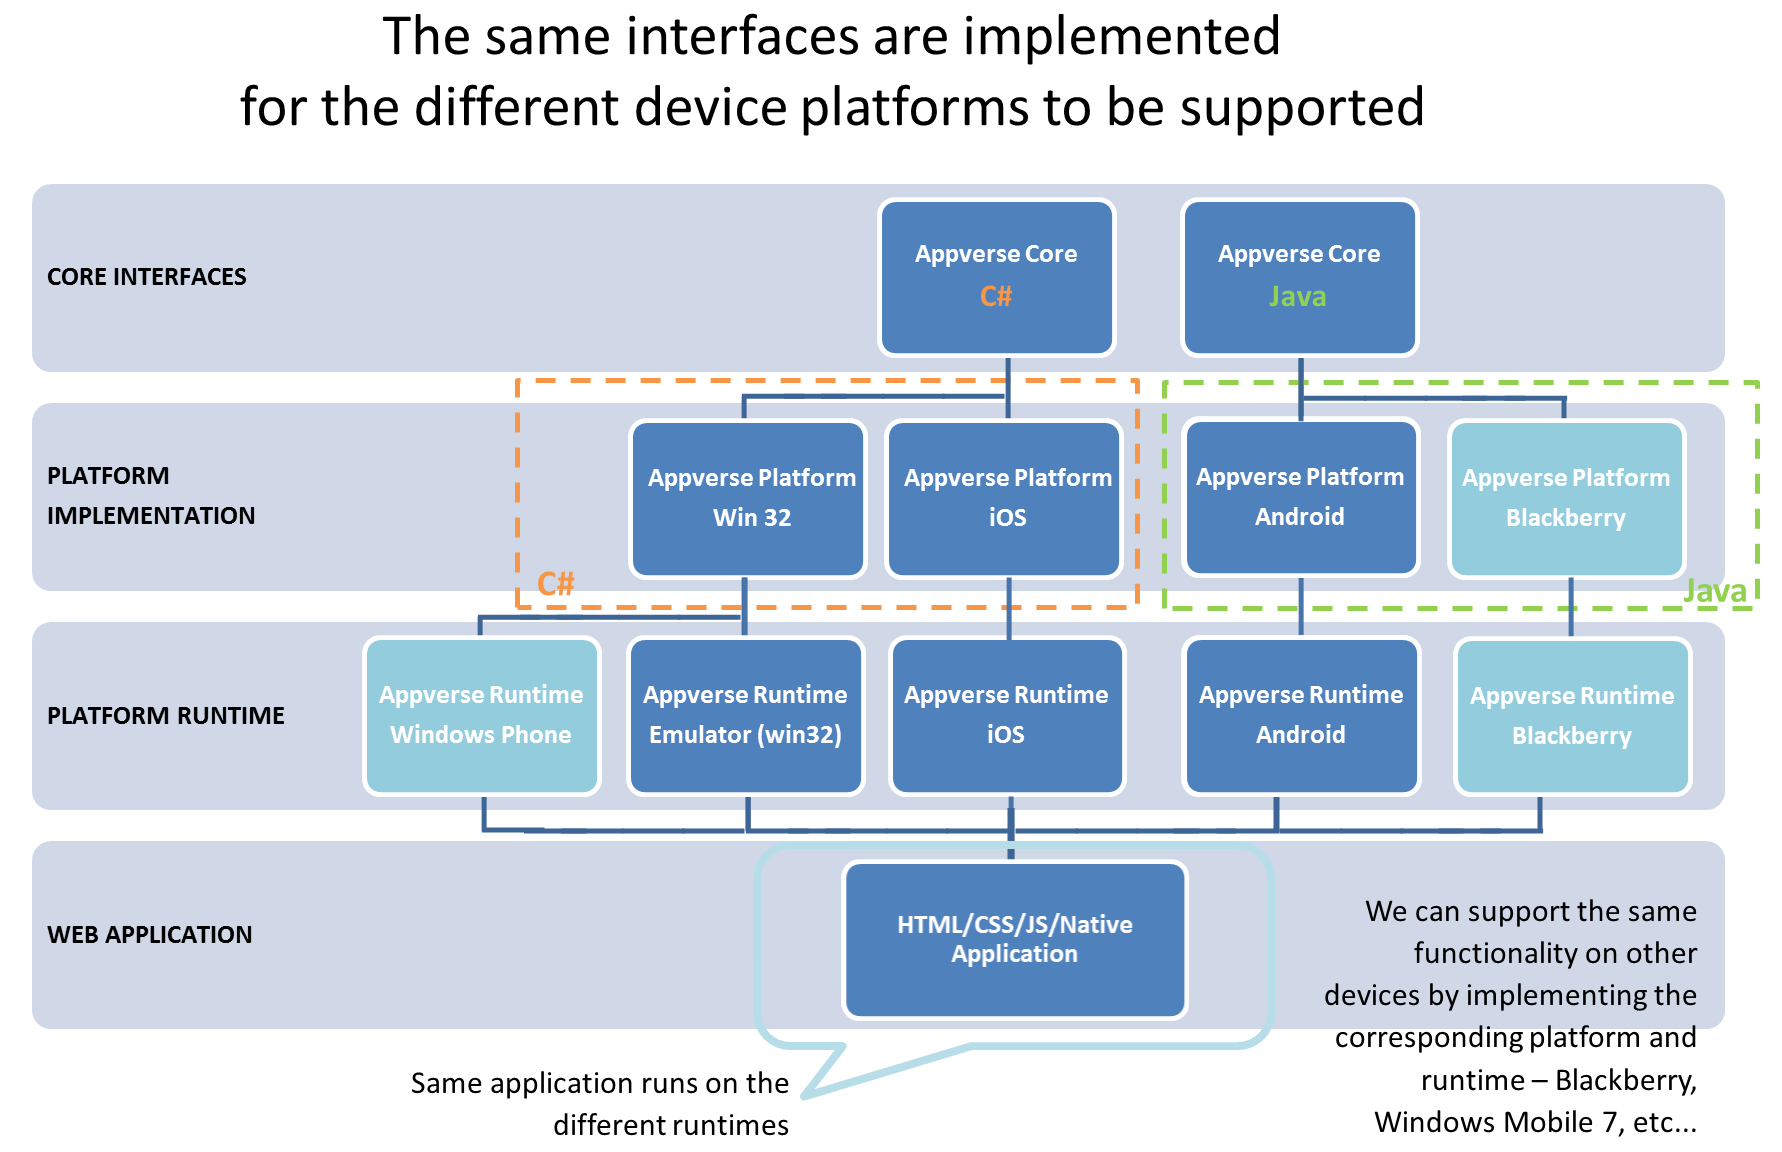 The same interfaces are implemented
for the different device platforms to be supported
CORE INTERFACES
Appverse Core
C#
Appverse Core
Java
PLATFORM
IMPLEMENTATION
Appverse Platform
Win 32
Appverse Platform
iOS
Appverse Platform
Android
Appverse Platform
Blackberry
C#
Java
PLATFORM RUNTIME
Appverse Runtime
Windows Phone
Appverse Runtime
Emulator (win32)
Appverse Runtime
iOS
Appverse Runtime
Android
Appverse Runtime
Blackberry
WEB APPLICATION
HTML/CSS/JS/Native
Application
We can support the same
functionality on other
devices by implementing the
corresponding platform and
runtime – Blackberry,
Windows Mobile 7, etc...
Same application runs on the
different runtimes